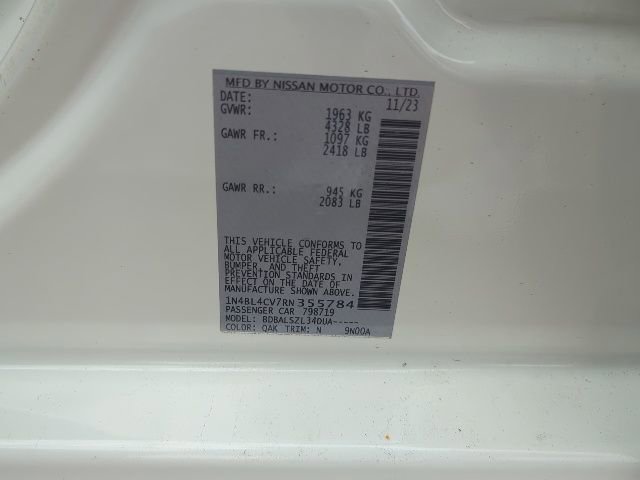 MFD BY NISSAN MOTOR CO., LTD.
DATE: 11/23
GVWR: 1963 KG
4328 LB
GAWR FR.: 1097 KG
2418 LB
GAWR RR.: 945 KG
2083 LB
THIS VEHICLE CONFORMS TO
ALL APPLICABLE FEDERAL
MOTOR VEHICLE SAFETY,
BUMPER, AND THEFT
PREVENTION STANDARDS IN
EFFECT ON THE DATE OF
MANUFACTURE SHOWN ABOVE.
1N4BL4CV7RN355784
PASSENGER CAR 798719
MODEL: BDBALSZL34DUA-----
COLOR: QAK TRIM: N 9N00A